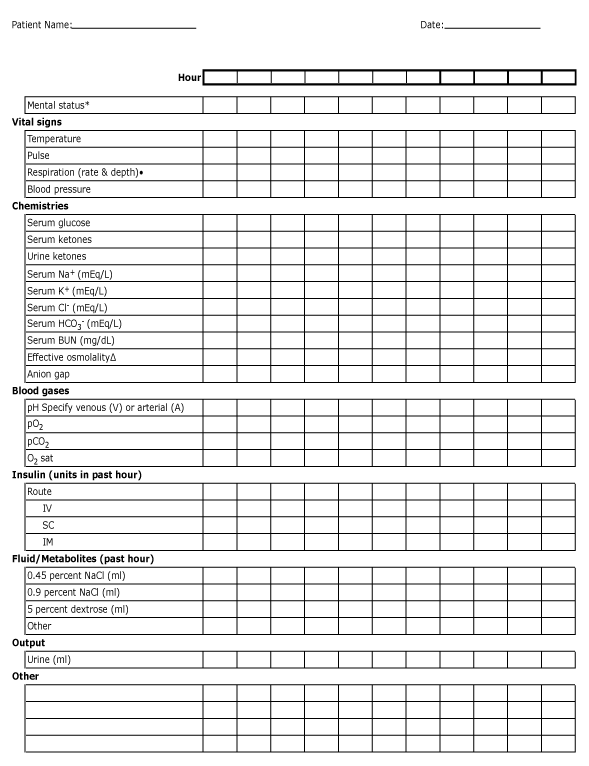 Patient Name: Date:
Hour
Mental status*
Vital signs
Temperature
Pulse
Respiration (rate & depth)•
Blood pressure
Chemistries
Serum glucose
Serum ketones
Urine ketones
Serum Na⁺ (mEq/L)
Serum K⁺ (mEq/L)
Serum Cl⁻ (mEq/L)
Serum HCO₃⁻ (mEq/L)
Serum BUN (mg/dL)
Effective osmolalityΔ
Anion gap
Blood gases
pH Specify venous (V) or arterial (A)
pO₂
pCO₂
O₂ sat
Insulin (units in past hour)
Route
IV
SC
IM
Fluid/Metabolites (past hour)
0.45 percent NaCl (ml)
0.9 percent NaCl (ml)
5 percent dextrose (ml)
Other
Output
Urine (ml)
Other